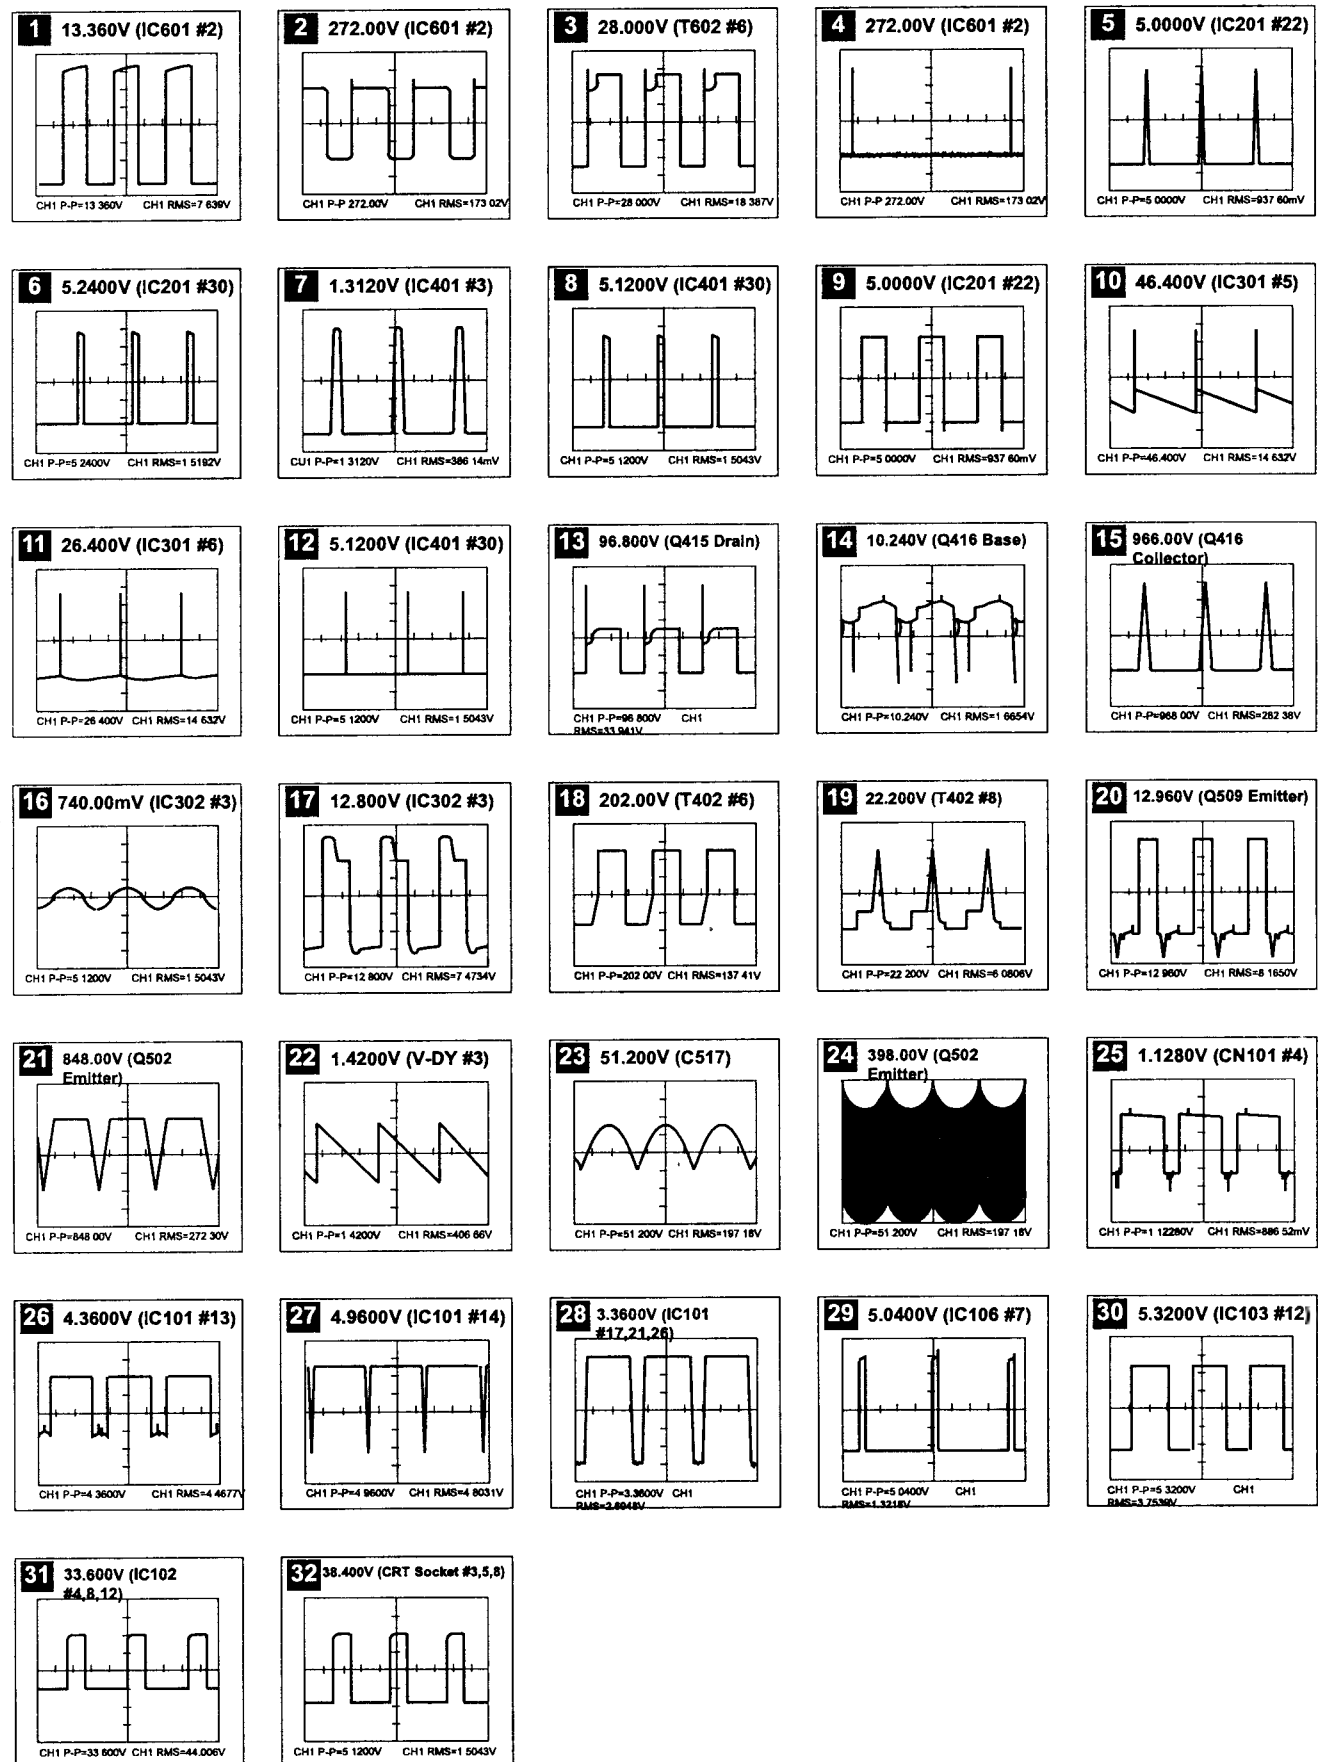 1 13.360V (IC601 #2)
CH1 P-P=13 360V CH1 RMS=7 639V
2 272.00V (IC601 #2)
CH1 P-P 272.00V CH1 RMS=173 02V
3 28.000V (T602 #6)
CH1 P-P=28 000V CH1 RMS=18 387V
4 272.00V (IC601 #2)
CH1 P-P 272.00V CH1 RMS=173 02V
5 5.0000V (IC201 #22)
CH1 P-P=5 0000V CH1 RMS=937 60mV
6 5.2400V (IC201 #30)
CH1 P-P=5 2400V CH1 RMS=1 5192V
7 1.3120V (IC401 #3)
CU1 P-P=1 3120V CH1 RMS=386 14mV
8 5.1200V (IC401 #30)
CH1 P-P=5 1200V CH1 RMS=1 5043V
9 5.0000V (IC201 #22)
CH1 P-P=5 0000V CH1 RMS=937 60mV
10 46.400V (IC301 #5)
CH1 P-P=46.400V CH1 RMS=14 632V
11 26.400V (IC301 #6)
CH1 P-P=26 400V CH1 RMS=14 632V
12 5.1200V (IC401 #30)
CH1 P-P=5 1200V CH1 RMS=1 5043V
13 96.800V (Q415 Drain)
CH1 P-P=96 800V CH1
RMS=33 941V
14 10.240V (Q416 Base)
CH1 P-P=10.240V CH1 RMS=1 6654V
15 966.00V (Q416
Collector)
CH1 P-P=968 00V CH1 RMS=262 38V
16 740.00mV (IC302 #3)
CH1 P-P=5 1200V CH1 RMS=1 5043V
17 12.800V (IC302 #3)
CH1 P-P=12 800V CH1 RMS=7 4734V
18 202.00V (T402 #6)
CH1 P-P=202 00V CH1 RMS=137 41V
19 22.200V (T402 #8)
CH1 P-P=22 200V CH1 RMS=6 0806V
20 12.960V (Q509 Emitter)
CH1 P-P=12 960V CH1 RMS=8 1650V
21 848.00V (Q502
Emitter)
CH1 P-P=848 00V CH1 RMS=272 30V
22 1.4200V (V-DY #3)
CH1 P-P=1 4200V CH1 RMS=406 66V
23 51.200V (C517)
CH1 P-P=51 200V CH1 RMS=197 18V
24 398.00V (Q502
Emitter)
CH1 P-P=51 200V CH1 RMS=197 18V
25 1.1280V (CN101 #4)
CH1 P-P=1 12280V CH1 RMS=886 52mV
26 4.3600V (IC101 #13)
CH1 P-P=4 3600V CH1 RMS=4 4677V
27 4.9600V (IC101 #14)
CH1 P-P=4 9600V CH1 RMS=4 8031V
28 3.3600V (IC101
#17,21,26)
CH1 P-P=3.3600V CH1
RMS=2.6948V
29 5.0400V (IC106 #7)
CH1 P-P=5 0400V CH1
RMS=1.3218V
30 5.3200V (IC103 #12)
CH1 P-P=5 3200V CH1
RMS=3 7539V
31 33.600V (IC102
#4,8,12)
CH1 P-P=33 600V CH1 RMS=44.006V
32 38.400V (CRT Socket #3,5,8)
CH1 P-P=5 1200V CH1 RMS=1 5043V